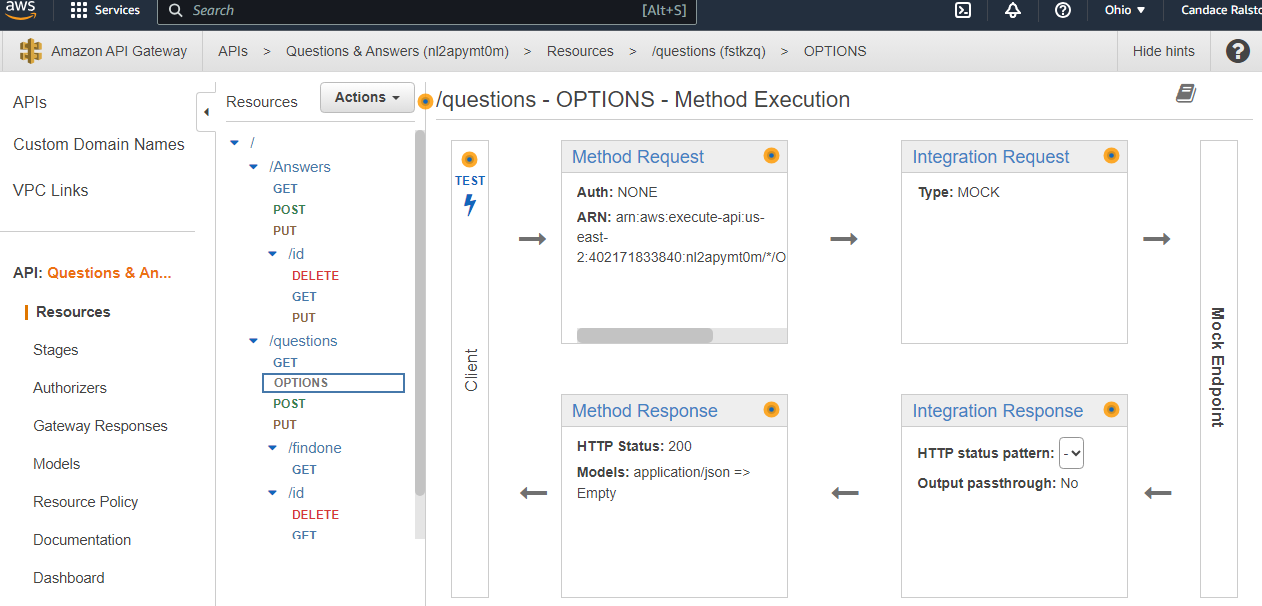 aws
Services
Search
[Alt+S]
Ohio
Candace Ralsto
Amazon API Gateway
APIs > Questions & Answers (nl2apymt0m) > Resources > /questions (fstkzq) > OPTIONS
Hide hints
APIs
Custom Domain Names
VPC Links
API: Questions & An...
Resources
Stages
Authorizers
Gateway Responses
Models
Resource Policy
Documentation
Dashboard
Resources
Actions
/
/Answers
GET
POST
PUT
/id
DELETE
GET
PUT
/questions
GET
OPTIONS
POST
PUT
/findone
GET
/id
DELETE
GET
/questions - OPTIONS - Method Execution
TEST
Client
Method Request
Auth: NONE
ARN: arn:aws:execute-api:us-
east-
2:402171833840:nl2apymt0m/*/O
Integration Request
Type: MOCK
Method Response
HTTP Status: 200
Models: application/json =>
Empty
Integration Response
HTTP status pattern: -
Output passthrough: No
Mock Endpoint